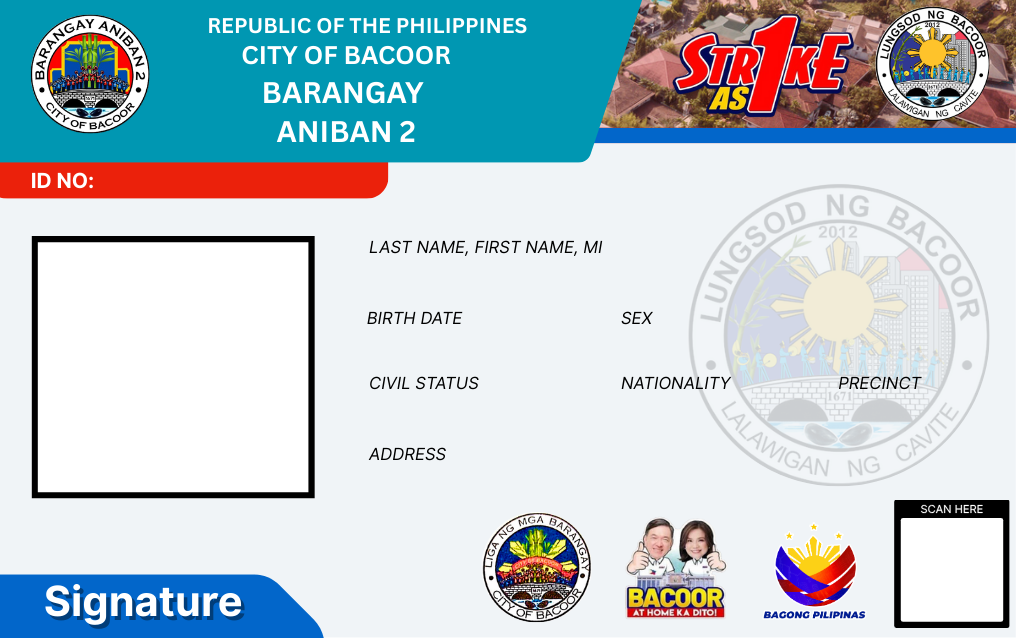 BARANGAY ANIBAN 2
CITY OF BACOOR
REPUBLIC OF THE PHILIPPINES
CITY OF BACOOR
BARANGAY
ANIBAN 2
STR1KE
AS
LUNGSOD NG BACOOR
2012
LALAWIGAN NG CAVITE
ID NO:
LAST NAME, FIRST NAME, MI
BIRTH DATE
SEX
CIVIL STATUS
NATIONALITY
PRECINCT
ADDRESS
LUNGSOD NG BACOOR
2012
1671
LALAWIGAN NG CAVITE
LIGA NG MGA BARANGAY
CITY OF BACOOR
BACOOR
AT HOME KA DITO!
BAGONG PILIPINAS
SCAN HERE
Signature